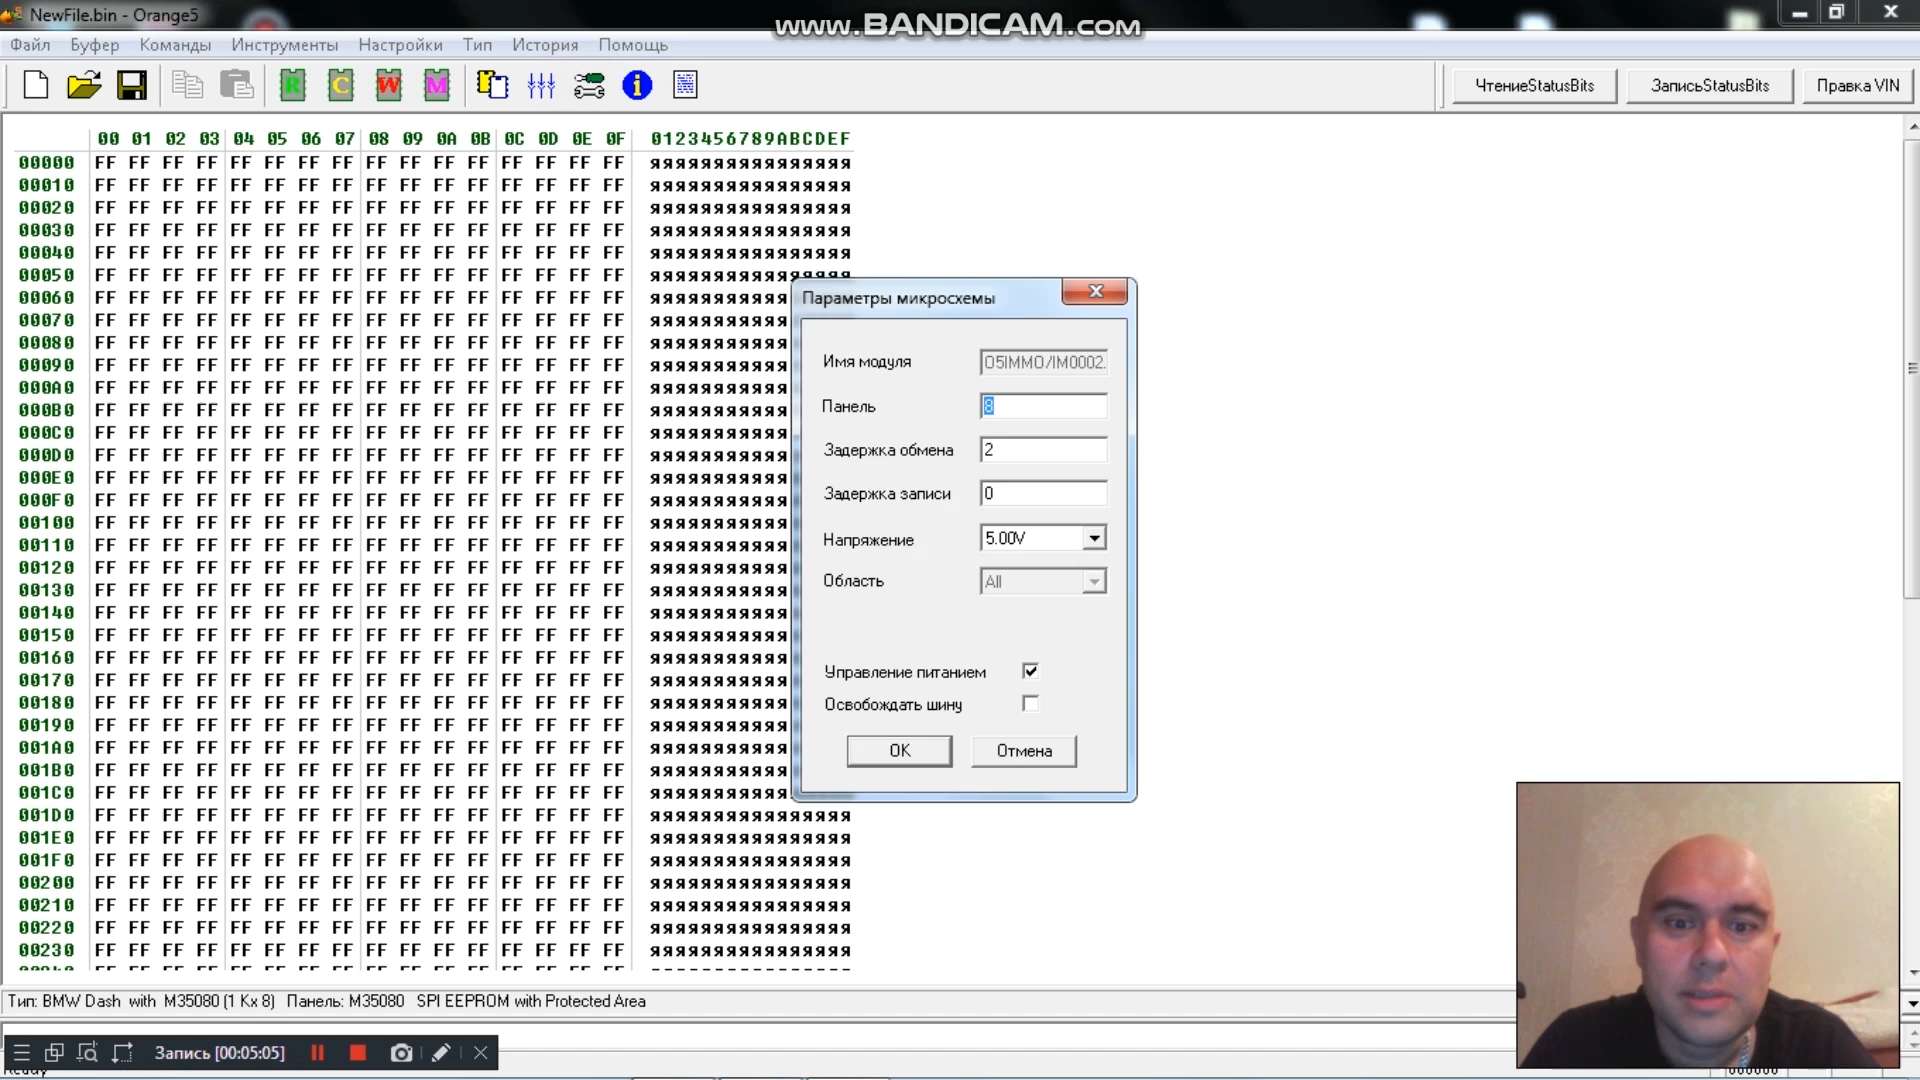 NewFile.bin - Orange5
www.BANDICAM.com
Файл Буфер Команды Инструменты Настройки Тип История Помощь
R C W M i ЧтениеStatusBits ЗаписьStatusBits Правка VIN
00 01 02 03 04 05 06 07 08 09 0A 0B 0C 0D 0E 0F 0123456789ABCDEF
00000 FF FF FF FF FF FF FF FF FF FF FF FF FF FF FF FF яяяяяяяяяяяяяяяя
00010 FF FF FF FF FF FF FF FF FF FF FF FF FF FF FF FF яяяяяяяяяяяяяяяя
00020 FF FF FF FF FF FF FF FF FF FF FF FF FF FF FF FF яяяяяяяяяяяяяяяя
00030 FF FF FF FF FF FF FF FF FF FF FF FF FF FF FF FF яяяяяяяяяяяяяяяя
00040 FF FF FF FF FF FF FF FF FF FF FF FF FF FF FF FF яяяяяяяяяяяяяяяя
00050 FF FF FF FF FF FF FF FF FF FF FF FF FF FF FF FF яяяяяяяяяяяяяяяя
00060 FF FF FF FF FF FF FF FF FF FF FF FF FF FF FF FF яяяяяяяяяяя
00070 FF FF FF FF FF FF FF FF FF FF FF FF FF FF FF FF яяяяяяяяяяя
00080 FF FF FF FF FF FF FF FF FF FF FF FF FF FF FF FF яяяяяяяяяяя
00090 FF FF FF FF FF FF FF FF FF FF FF FF FF FF FF FF яяяяяяяяяяя
000A0 FF FF FF FF FF FF FF FF FF FF FF FF FF FF FF FF яяяяяяяяяяя
000B0 FF FF FF FF FF FF FF FF FF FF FF FF FF FF FF FF яяяяяяяяяяя
000C0 FF FF FF FF FF FF FF FF FF FF FF FF FF FF FF FF яяяяяяяяяяя
000D0 FF FF FF FF FF FF FF FF FF FF FF FF FF FF FF FF яяяяяяяяяяя
000E0 FF FF FF FF FF FF FF FF FF FF FF FF FF FF FF FF яяяяяяяяяяя
000F0 FF FF FF FF FF FF FF FF FF FF FF FF FF FF FF FF яяяяяяяяяяя
00100 FF FF FF FF FF FF FF FF FF FF FF FF FF FF FF FF яяяяяяяяяяя
00110 FF FF FF FF FF FF FF FF FF FF FF FF FF FF FF FF яяяяяяяяяяя
00120 FF FF FF FF FF FF FF FF FF FF FF FF FF FF FF FF яяяяяяяяяяя
00130 FF FF FF FF FF FF FF FF FF FF FF FF FF FF FF FF яяяяяяяяяяя
00140 FF FF FF FF FF FF FF FF FF FF FF FF FF FF FF FF яяяяяяяяяяя
00150 FF FF FF FF FF FF FF FF FF FF FF FF FF FF FF FF яяяяяяяяяяя
00160 FF FF FF FF FF FF FF FF FF FF FF FF FF FF FF FF яяяяяяяяяяя
00170 FF FF FF FF FF FF FF FF FF FF FF FF FF FF FF FF яяяяяяяяяяя
00180 FF FF FF FF FF FF FF FF FF FF FF FF FF FF FF FF яяяяяяяяяяя
00190 FF FF FF FF FF FF FF FF FF FF FF FF FF FF FF FF яяяяяяяяяяя
001A0 FF FF FF FF FF FF FF FF FF FF FF FF FF FF FF FF яяяяяяяяяяя
001B0 FF FF FF FF FF FF FF FF FF FF FF FF FF FF FF FF яяяяяяяяяяя
001C0 FF FF FF FF FF FF FF FF FF FF FF FF FF FF FF FF яяяяяяяяяяя
001D0 FF FF FF FF FF FF FF FF FF FF FF FF FF FF FF FF яяяяяяяяяяяяяяяя
001E0 FF FF FF FF FF FF FF FF FF FF FF FF FF FF FF FF яяяяяяяяяяяяяяяя
001F0 FF FF FF FF FF FF FF FF FF FF FF FF FF FF FF FF яяяяяяяяяяяяяяяя
00200 FF FF FF FF FF FF FF FF FF FF FF FF FF FF FF FF яяяяяяяяяяяяяяяя
00210 FF FF FF FF FF FF FF FF FF FF FF FF FF FF FF FF яяяяяяяяяяяяяяяя
00220 FF FF FF FF FF FF FF FF FF FF FF FF FF FF FF FF яяяяяяяяяяяяяяяя
00230 FF FF FF FF FF FF FF FF FF FF FF FF FF FF FF FF яяяяяяяяяяяяяяяя
Параметры микросхемы
Имя модуля O5IMMO/IM0002.
Панель 8
Задержка обмена 2
Задержка записи 0
Напряжение 5.00V
Область All
Управление питанием
Освобождать шину
OK Отмена
Тип: BMW Dash with M35080 (1 Kx 8) Панель: M35080 SPI EEPROM with Protected Area
Запись [00:05:05]
Ready